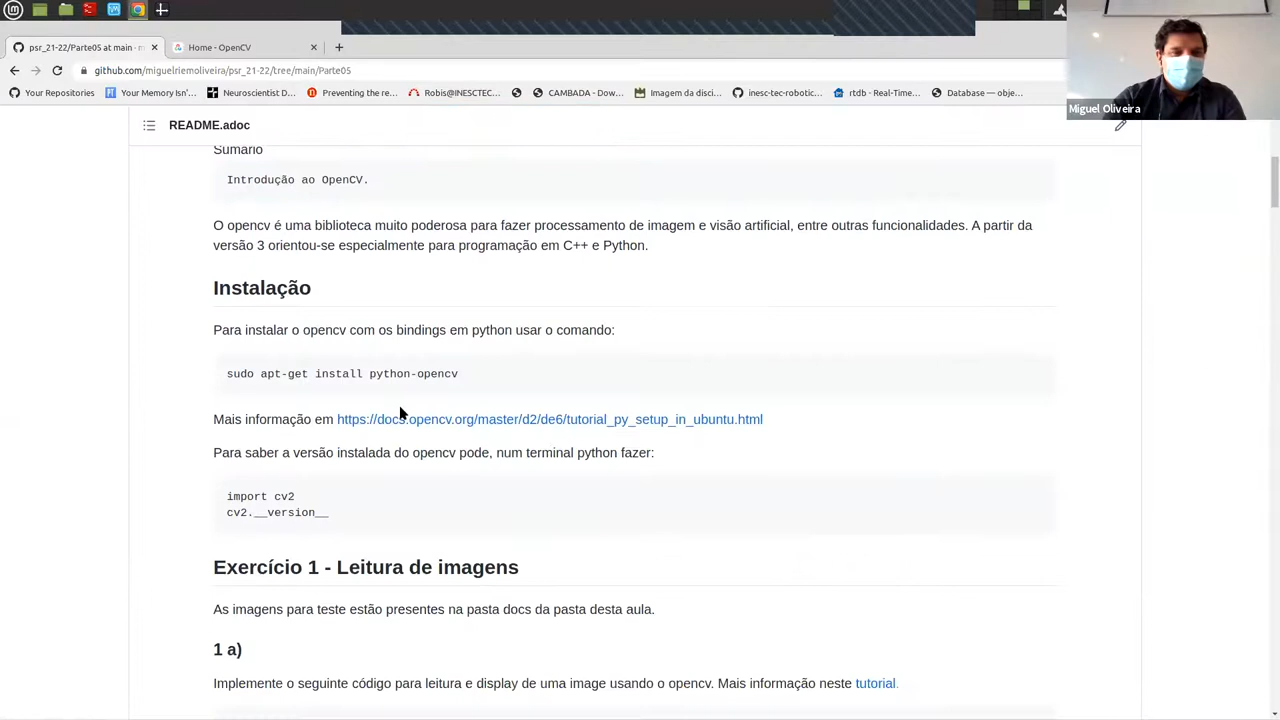 psr_21-22/Parte05 at main · m
Home - OpenCV
github.com/miguelriemoliveira/psr_21-22/tree/main/Parte05
Your Repositories
Your Memory Isn'...
Neuroscientist D...
Preventing the re...
Robis@INESCTEC...
CAMBADA - Dow...
Imagem da disci...
inesc-tec-robotic...
rtdb - Real-Time...
Database — obje...
Miguel Oliveira
README.adoc
Sumário
Introdução ao OpenCV.
O opencv é uma biblioteca muito poderosa para fazer processamento de imagem e visão artificial, entre outras funcionalidades. A partir da
versão 3 orientou-se especialmente para programação em C++ e Python.
Instalação
Para instalar o opencv com os bindings em python usar o comando:
sudo apt-get install python-opencv
Mais informação em https://docs.opencv.org/master/d2/de6/tutorial_py_setup_in_ubuntu.html
Para saber a versão instalada do opencv pode, num terminal python fazer:
import cv2
cv2.__version__
Exercício 1 - Leitura de imagens
As imagens para teste estão presentes na pasta docs da pasta desta aula.
1 a)
Implemente o seguinte código para leitura e display de uma image usando o opencv. Mais informação neste tutorial.